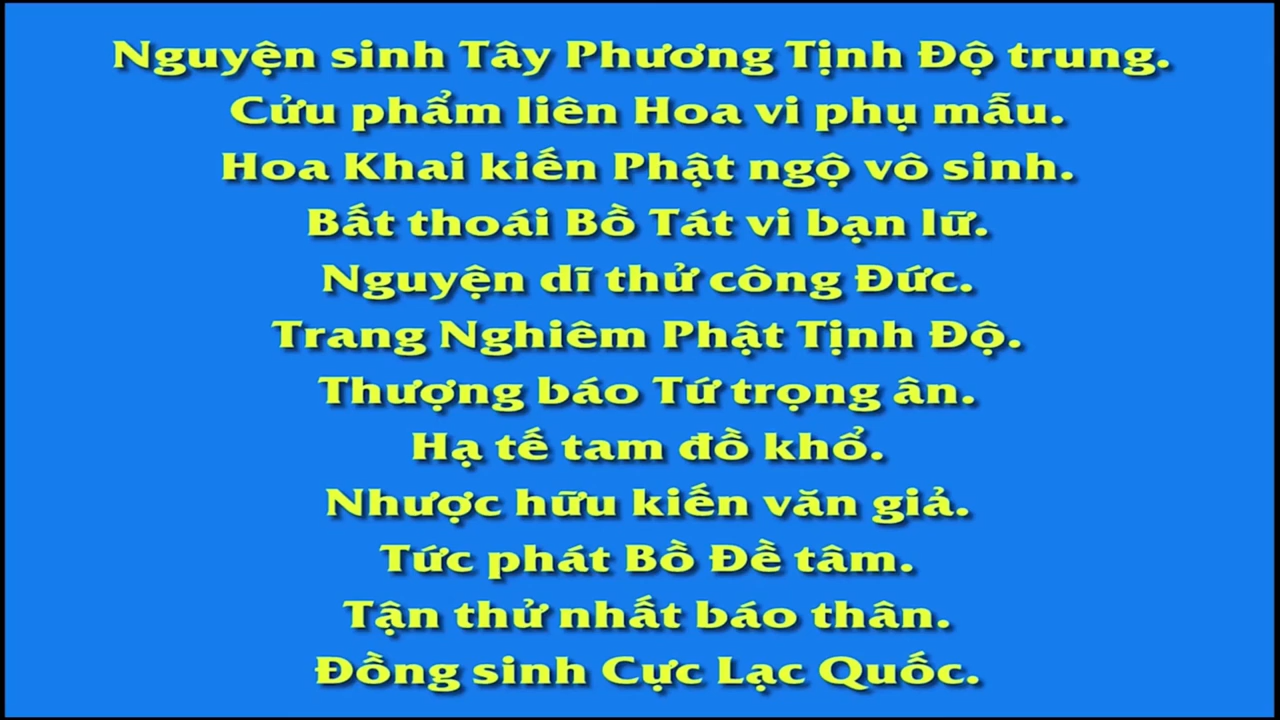 Nguyện sinh Tây Phương Tịnh Độ trung.
Cửu phẩm liên Hoa vi phụ mẫu.
Hoa Khai kiến Phật ngộ vô sinh.
Bất thoái Bồ Tát vi bạn lữ.
Nguyện dĩ thử công Đức.
Trang Nghiêm Phật Tịnh Độ.
Thượng báo Tứ trọng ân.
Hạ tế tam đồ khổ.
Nhược hữu kiến văn giả.
Tức phát Bồ Đề tâm.
Tận thử nhất báo thân.
Đồng sinh Cực Lạc Quốc.